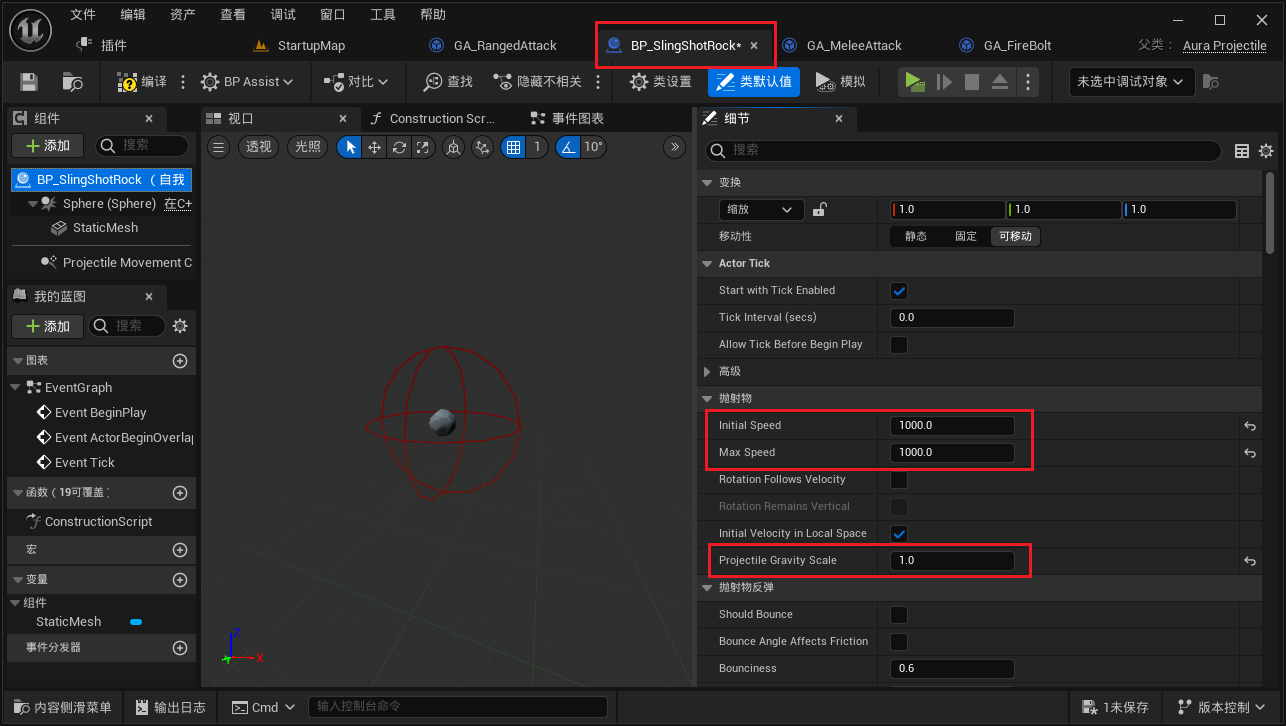 文件 编辑 资产 查看 调试 窗口 工具 帮助
插件 StartupMap GA_RangedAttack BP_SlingShotRock* GA_MeleeAttack GA_FireBolt 父类： Aura Projectile
编译 BP Assist 对比 查找 隐藏不相关 类设置 类默认值 模拟 未选中调试对象
组件
添加 搜索
BP_SlingShotRock （自我
Sphere (Sphere) 在C+
StaticMesh
Projectile Movement C
我的蓝图
添加 搜索
图表
EventGraph
Event BeginPlay
Event ActorBeginOverla
Event Tick
函数（19可覆盖）
ConstructionScript
宏
变量
组件
StaticMesh
事件分发器
视口 Construction Scr... 事件图表
透视 光照 1 10°
Z
X
细节
搜索
变换
缩放 1.0 1.0 1.0
移动性 静态 固定 可移动
Actor Tick
Start with Tick Enabled
Tick Interval (secs) 0.0
Allow Tick Before Begin Play
高级
抛射物
Initial Speed 1000.0
Max Speed 1000.0
Rotation Follows Velocity
Rotation Remains Vertical
Initial Velocity in Local Space
Projectile Gravity Scale 1.0
抛射物反弹
Should Bounce
Bounce Angle Affects Friction
Bounciness 0.6
内容侧滑菜单 输出日志 Cmd 输入控制台命令 1未保存 版本控制